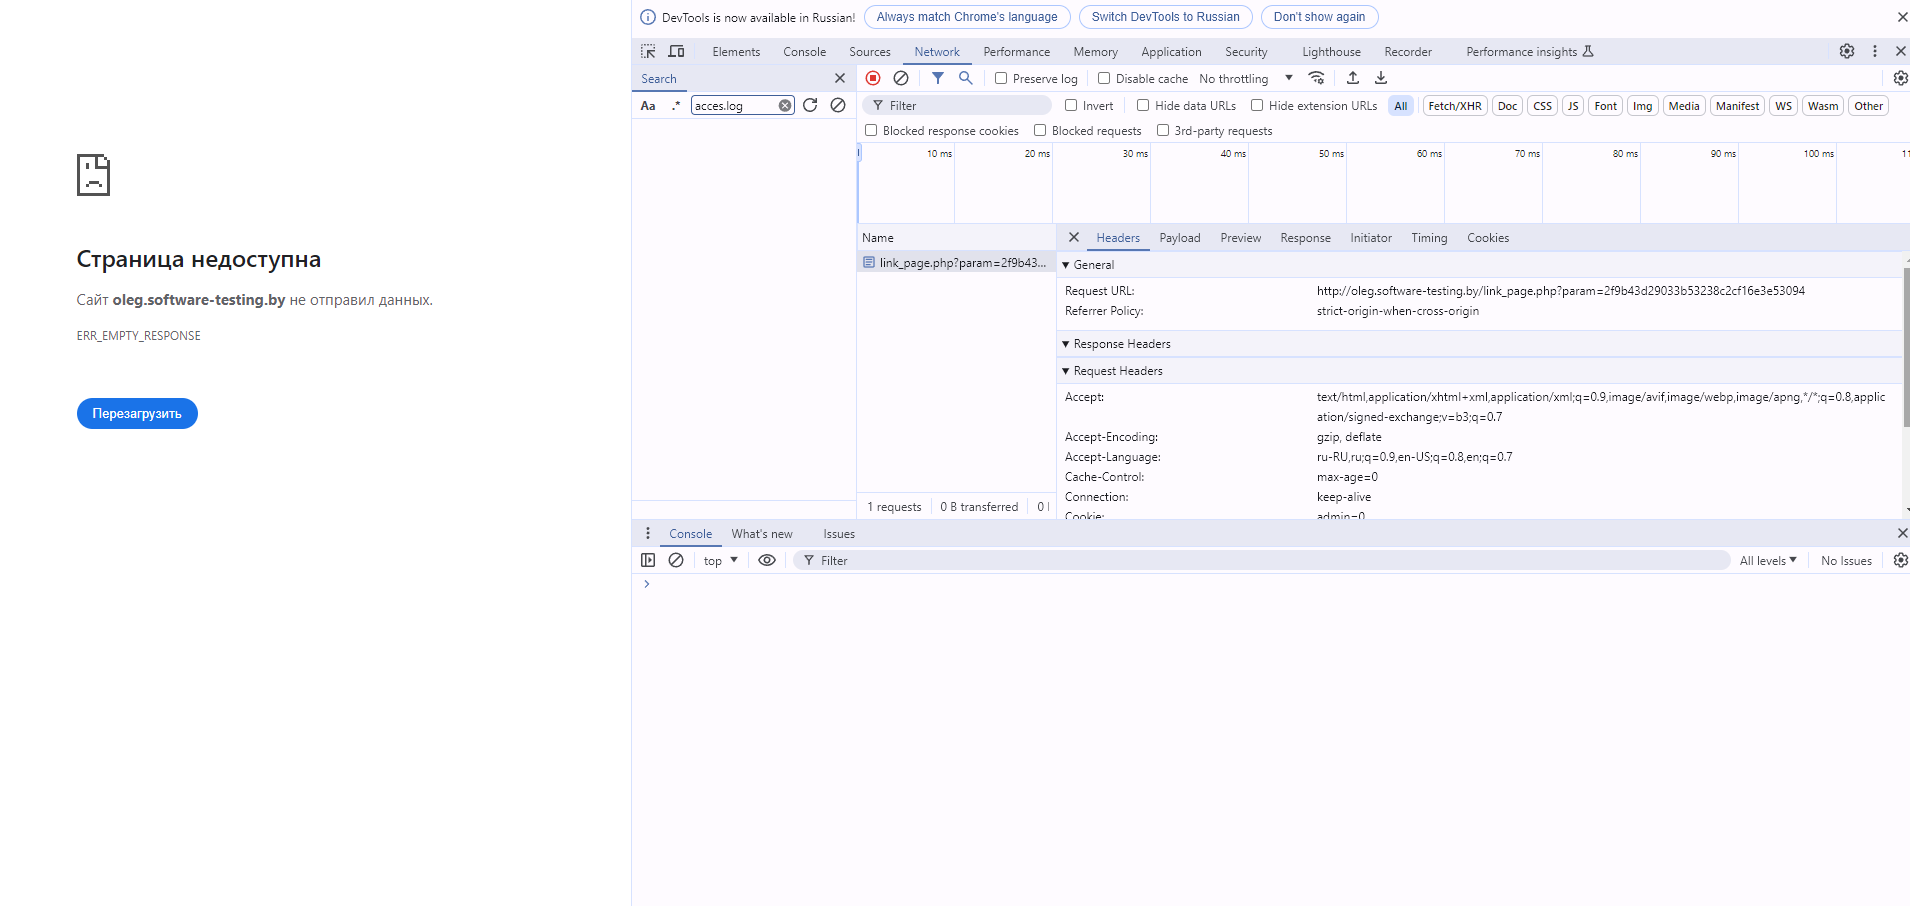 Страница недоступна
Сайт oleg.software-testing.by не отправил данных.
ERR_EMPTY_RESPONSE
Перезагрузить
DevTools is now available in Russian! Always match Chrome's language Switch DevTools to Russian Don't show again
Elements Console Sources Network Performance Memory Application Security Lighthouse Recorder Performance insights
Search
Aa .* acces.log
Preserve log Disable cache No throttling
Filter Invert Hide data URLs Hide extension URLs All Fetch/XHR Doc CSS JS Font Img Media Manifest WS Wasm Other
Blocked response cookies Blocked requests 3rd-party requests
10 ms 20 ms 30 ms 40 ms 50 ms 60 ms 70 ms 80 ms 90 ms 100 ms 11
Name
link_page.php?param=2f9b43...
1 requests 0 B transferred 0
Headers Payload Preview Response Initiator Timing Cookies
General
Request URL: http://oleg.software-testing.by/link_page.php?param=2f9b43d29033b53238c2cf16e3e53094
Referrer Policy: strict-origin-when-cross-origin
Response Headers
Request Headers
Accept: text/html,application/xhtml+xml,application/xml;q=0.9,image/avif,image/webp,image/apng,*/*;q=0.8,applic
ation/signed-exchange;v=b3;q=0.7
Accept-Encoding: gzip, deflate
Accept-Language: ru-RU,ru;q=0.9,en-US;q=0.8,en;q=0.7
Cache-Control: max-age=0
Connection: keep-alive
Cookie: admin=0
Console What's new Issues
top Filter All levels No Issues